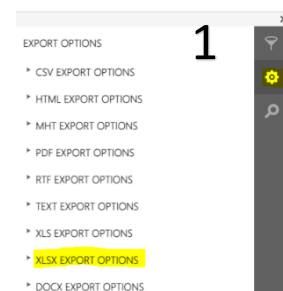 EXPORT OPTIONS
1
CSV EXPORT OPTIONS
HTML EXPORT OPTIONS
MHT EXPORT OPTIONS
PDF EXPORT OPTIONS
RTF EXPORT OPTIONS
TEXT EXPORT OPTIONS
XLS EXPORT OPTIONS
XLSX EXPORT OPTIONS
DOCX EXPORT OPTIONS